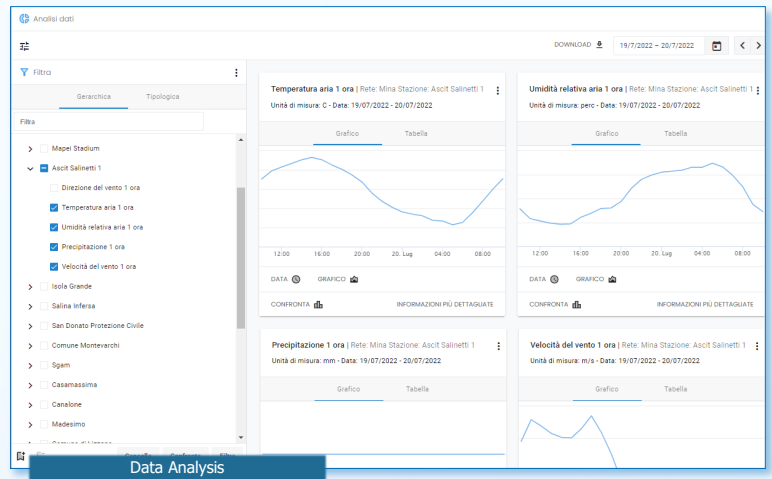 Analisi dati
DOWNLOAD
19/7/2022 – 20/7/2022
Filtra
Gerarchica Tipologica
Filtra
Mapei Stadium
Ascit Salinetti 1
Direzione del vento 1 ora
Temperatura aria 1 ora
Umidità relativa aria 1 ora
Precipitazione 1 ora
Velocità del vento 1 ora
Isola Grande
Salina Infersa
San Donato Protezione Civile
Comune Montevarchi
Sgam
Casamassima
Canalone
Madesimo
Temperatura aria 1 ora | Rete: Mina Stazione: Ascit Salinetti 1
Unità di misura: C - Data: 19/07/2022 - 20/07/2022
Grafico Tabella
12:00 16:00 20:00 20. Lug 04:00 08:00
DATA GRAFICO
CONFRONTA INFORMAZIONI PIÙ DETTAGLIATE
Umidità relativa aria 1 ora | Rete: Mina Stazione: Ascit Salinetti 1
Unità di misura: perc - Data: 19/07/2022 - 20/07/2022
Grafico Tabella
12:00 16:00 20:00 20. Lug 04:00 08:00
DATA GRAFICO
CONFRONTA INFORMAZIONI PIÙ DETTAGLIATE
Precipitazione 1 ora | Rete: Mina Stazione: Ascit Salinetti 1
Unità di misura: mm - Data: 19/07/2022 - 20/07/2022
Grafico Tabella
Velocità del vento 1 ora | Rete: Mina Stazione: Ascit Salinetti 1
Unità di misura: m/s - Data: 19/07/2022 - 20/07/2022
Grafico Tabella
Data Analysis